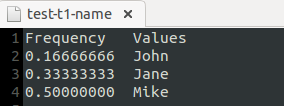 test-t1-name ×
1 Frequency Values
2 0.16666666 John
3 0.33333333 Jane
4 0.50000000 Mike